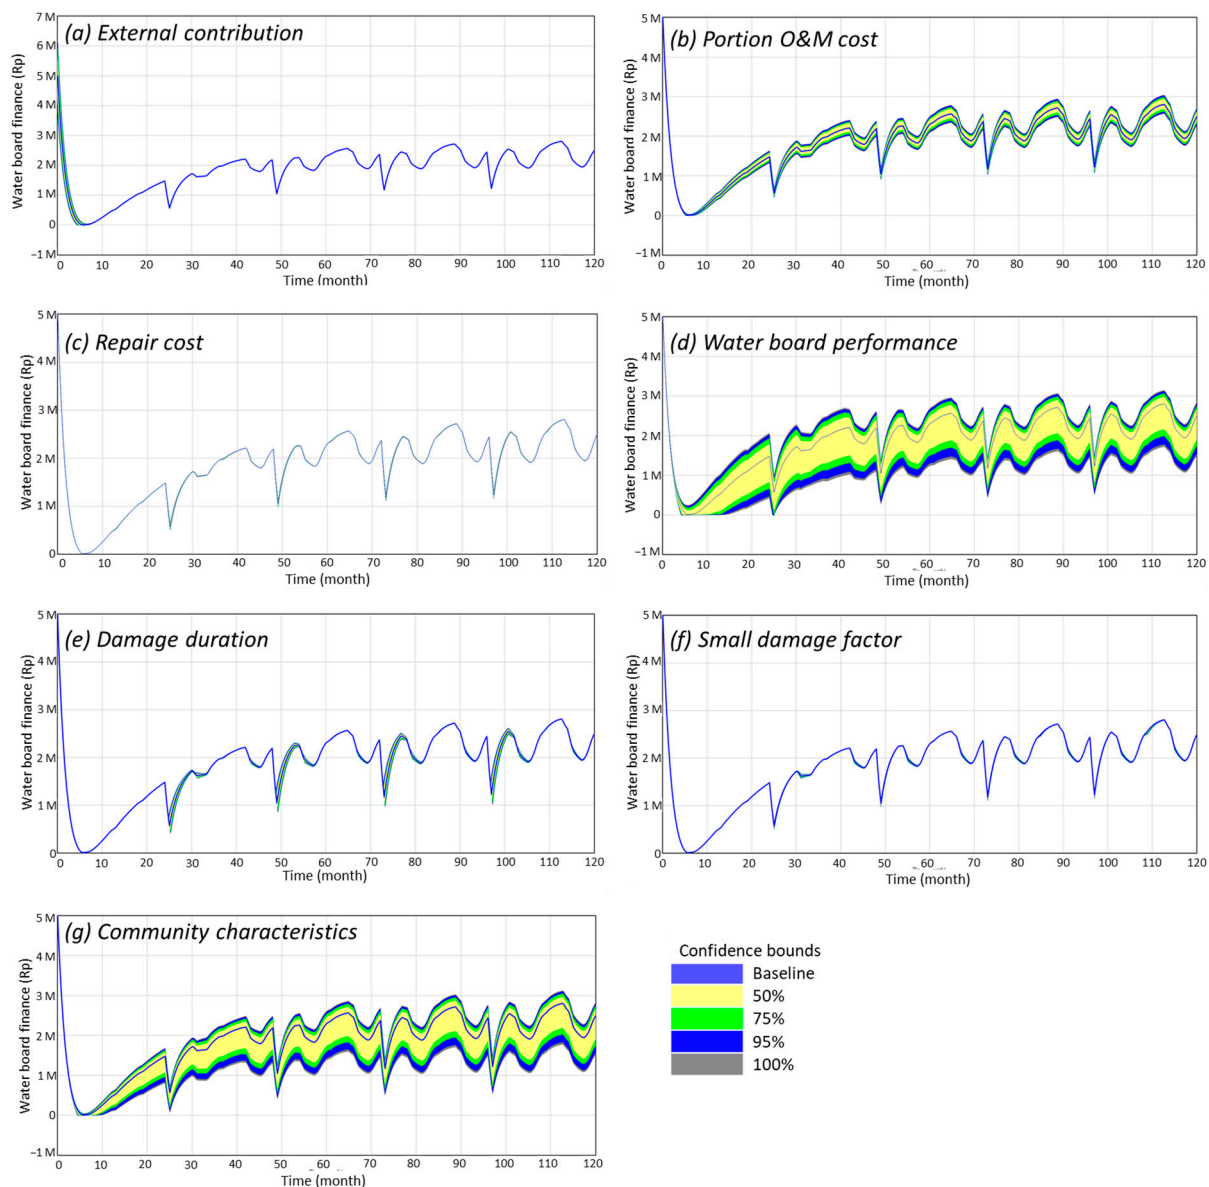 (a) External contribution
Water board finance (Rp)
7 M
6 M
5 M
4 M
3 M
2 M
1 M
0
−1 M
0 10 20 30 40 50 60 70 80 90 100 110 120
Time (month)
(b) Portion O&M cost
Water board finance (Rp)
5 M
4 M
3 M
2 M
1 M
0
−1 M
0 10 20 30 40 50 60 70 80 90 100 110 120
Time (month)
(c) Repair cost
Water board finance (Rp)
5 M
4 M
3 M
2 M
1 M
0
0 10 20 30 40 50 60 70 80 90 100 110 120
Time (month)
(d) Water board performance
Water board finance (Rp)
5 M
4 M
3 M
2 M
1 M
0
−1 M
0 10 20 30 40 50 60 70 80 90 100 110 120
Time (month)
(e) Damage duration
Water board finance (Rp)
5 M
4 M
3 M
2 M
1 M
0
0 10 20 30 40 50 60 70 80 90 100 110 120
Time (month)
(f) Small damage factor
Water board finance (Rp)
5 M
4 M
3 M
2 M
1 M
0
0 10 20 30 40 50 60 70 80 90 100 110 120
Time (month)
(g) Community characteristics
Water board finance (Rp)
5 M
4 M
3 M
2 M
1 M
0
−1 M
0 10 20 30 40 50 60 70 80 90 100 110 120
Time (month)
Confidence bounds
Baseline
50%
75%
95%
100%